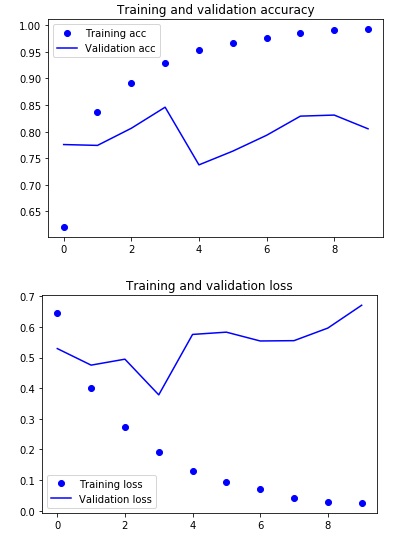 Training and validation accuracy
1.00
0.95
0.90
0.85
0.80
0.75
0.70
0.65
Training acc
Validation acc
0 2 4 6 8
Training and validation loss
0.7
0.6
0.5
0.4
0.3
0.2
0.1
0.0
Training loss
Validation loss
0 2 4 6 8